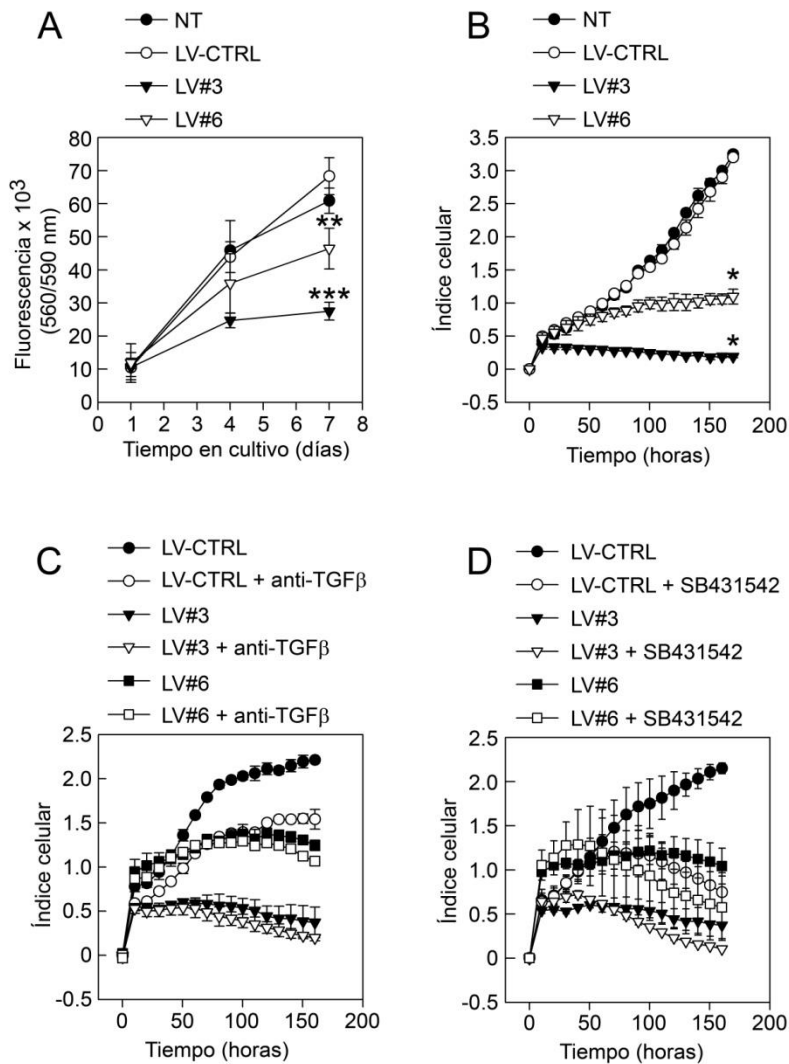 A
NT
LV-CTRL
LV#3
LV#6
80
70
60
50
40
30
20
10
0
Fluorescencia x 10³
(560/590 nm)
**
***
0 1 2 3 4 5 6 7 8
Tiempo en cultivo (días)
B
NT
LV-CTRL
LV#3
LV#6
3.5
3.0
2.5
2.0
1.5
1.0
0.5
0
-0.5
Índice celular
*
*
0 50 100 150 200
Tiempo (horas)
C
LV-CTRL
LV-CTRL + anti-TGFβ
LV#3
LV#3 + anti-TGFβ
LV#6
LV#6 + anti-TGFβ
2.5
2.0
1.5
1.0
0.5
0
-0.5
Índice celular
0 50 100 150 200
Tiempo (horas)
D
LV-CTRL
LV-CTRL + SB431542
LV#3
LV#3 + SB431542
LV#6
LV#6 + SB431542
2.5
2.0
1.5
1.0
0.5
0
-0.5
Índice celular
0 50 100 150 200
Tiempo (horas)